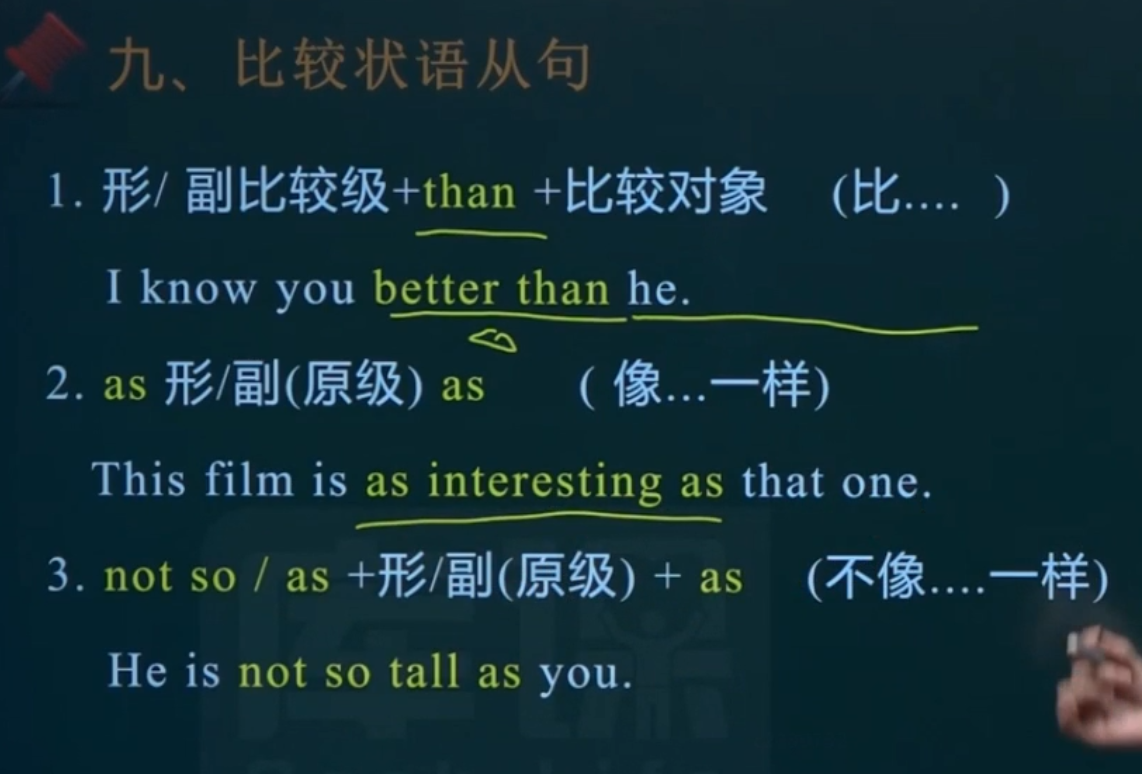 九、比较状语从句
1. 形/ 副比较级+than +比较对象 (比.... )
I know you better than he.
2. as 形/副(原级) as ( 像...一样)
This film is as interesting as that one.
3. not so / as +形/副(原级) + as (不像....一样)
He is not so tall as you.